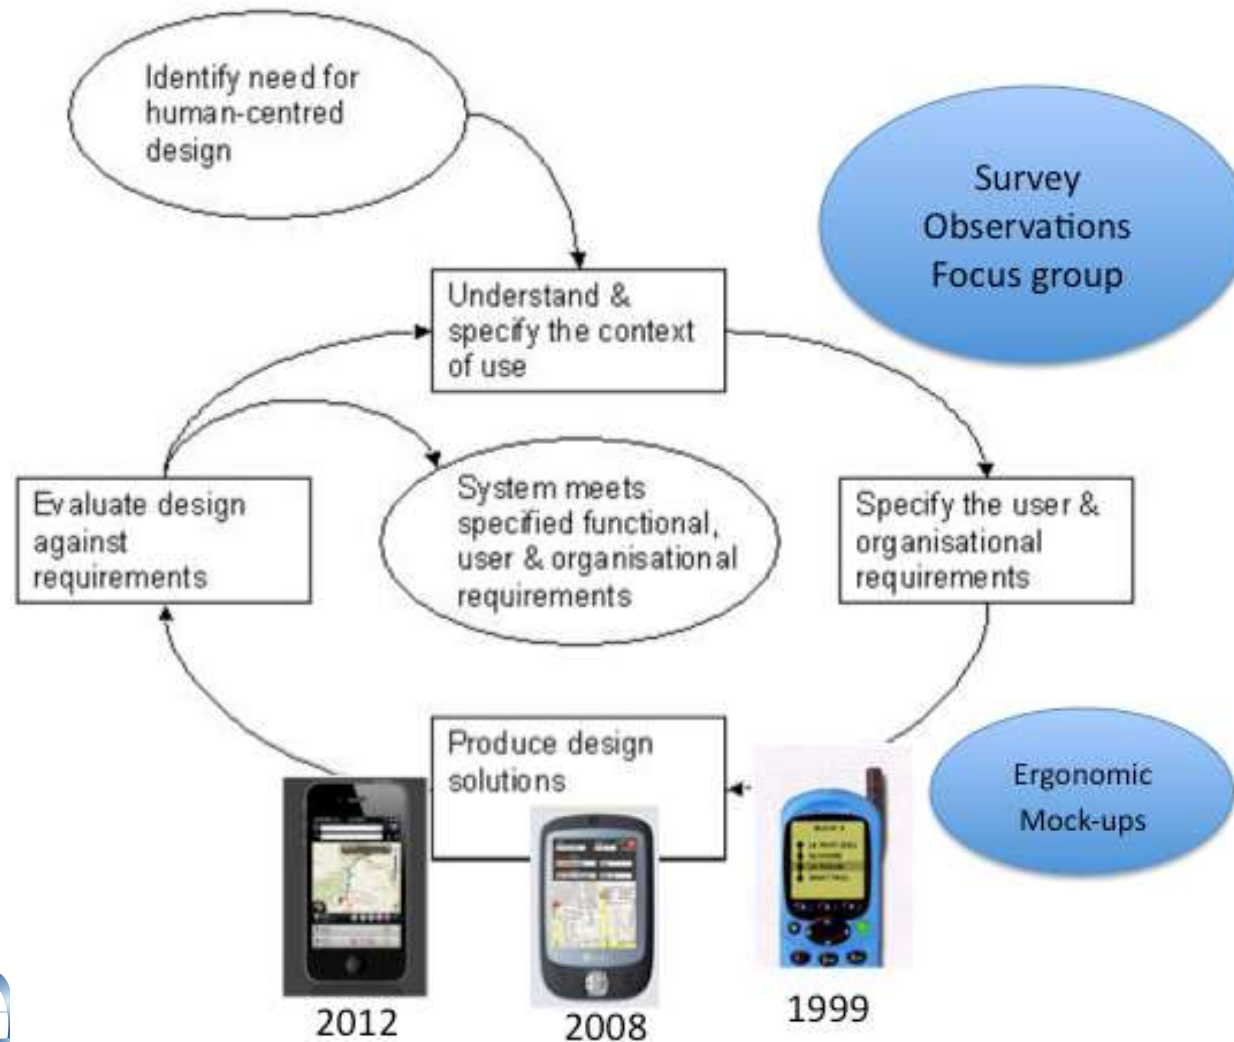 Identify need for
human-centred
design
Survey
Observations
Focus group
Understand &
specify the context
of use
Evaluate design
against
requirements
System meets
specified functional,
user & organisational
requirements
Specify the user &
organisational
requirements
Produce design
solutions
Ergonomic
Mock-ups
2012
2008
1999